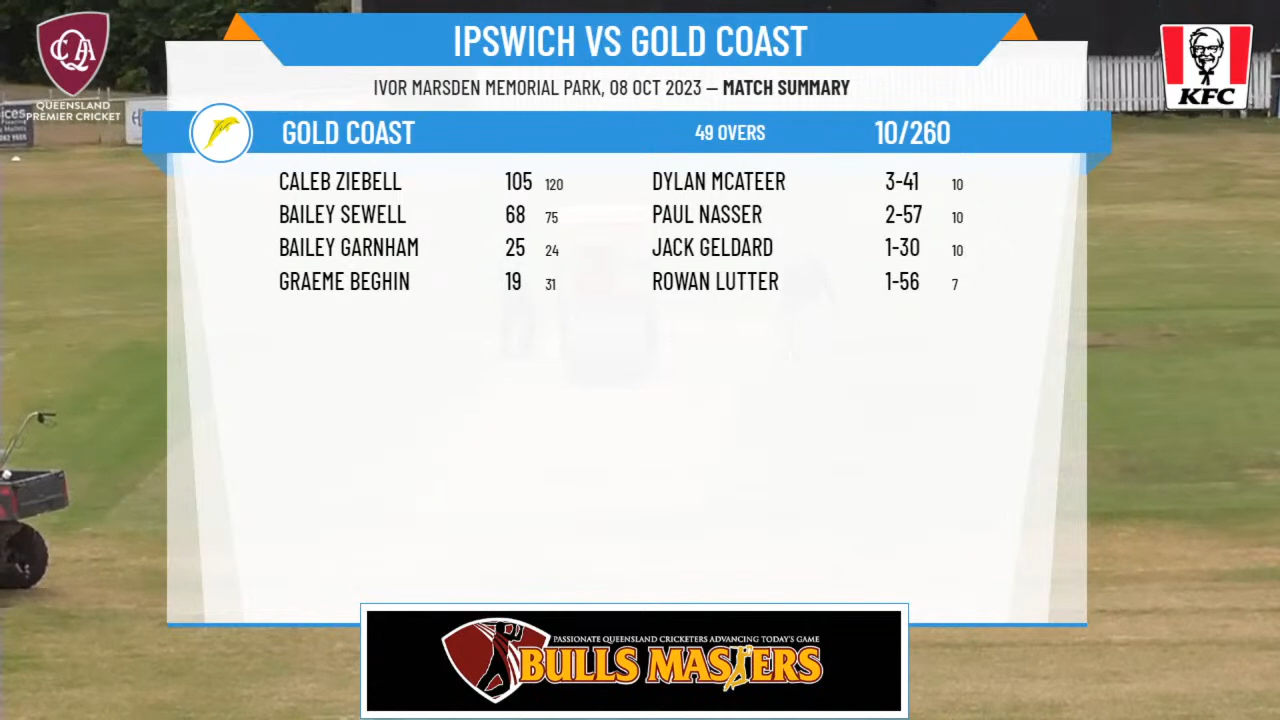 IPSWICH VS GOLD COAST
QUEENSLAND
PREMIER CRICKET
KFC
IVOR MARSDEN MEMORIAL PARK, 08 OCT 2023 – MATCH SUMMARY
GOLD COAST 49 OVERS 10/260
CALEB ZIEBELL 105 120 DYLAN MCATEER 3-41 10
BAILEY SEWELL 68 75 PAUL NASSER 2-57 10
BAILEY GARNHAM 25 24 JACK GELDARD 1-30 10
GRAEME BEGHIN 19 31 ROWAN LUTTER 1-56 7
PASSIONATE QUEENSLAND CRICKETERS ADVANCING TODAY'S GAME
BULLS MASTERS